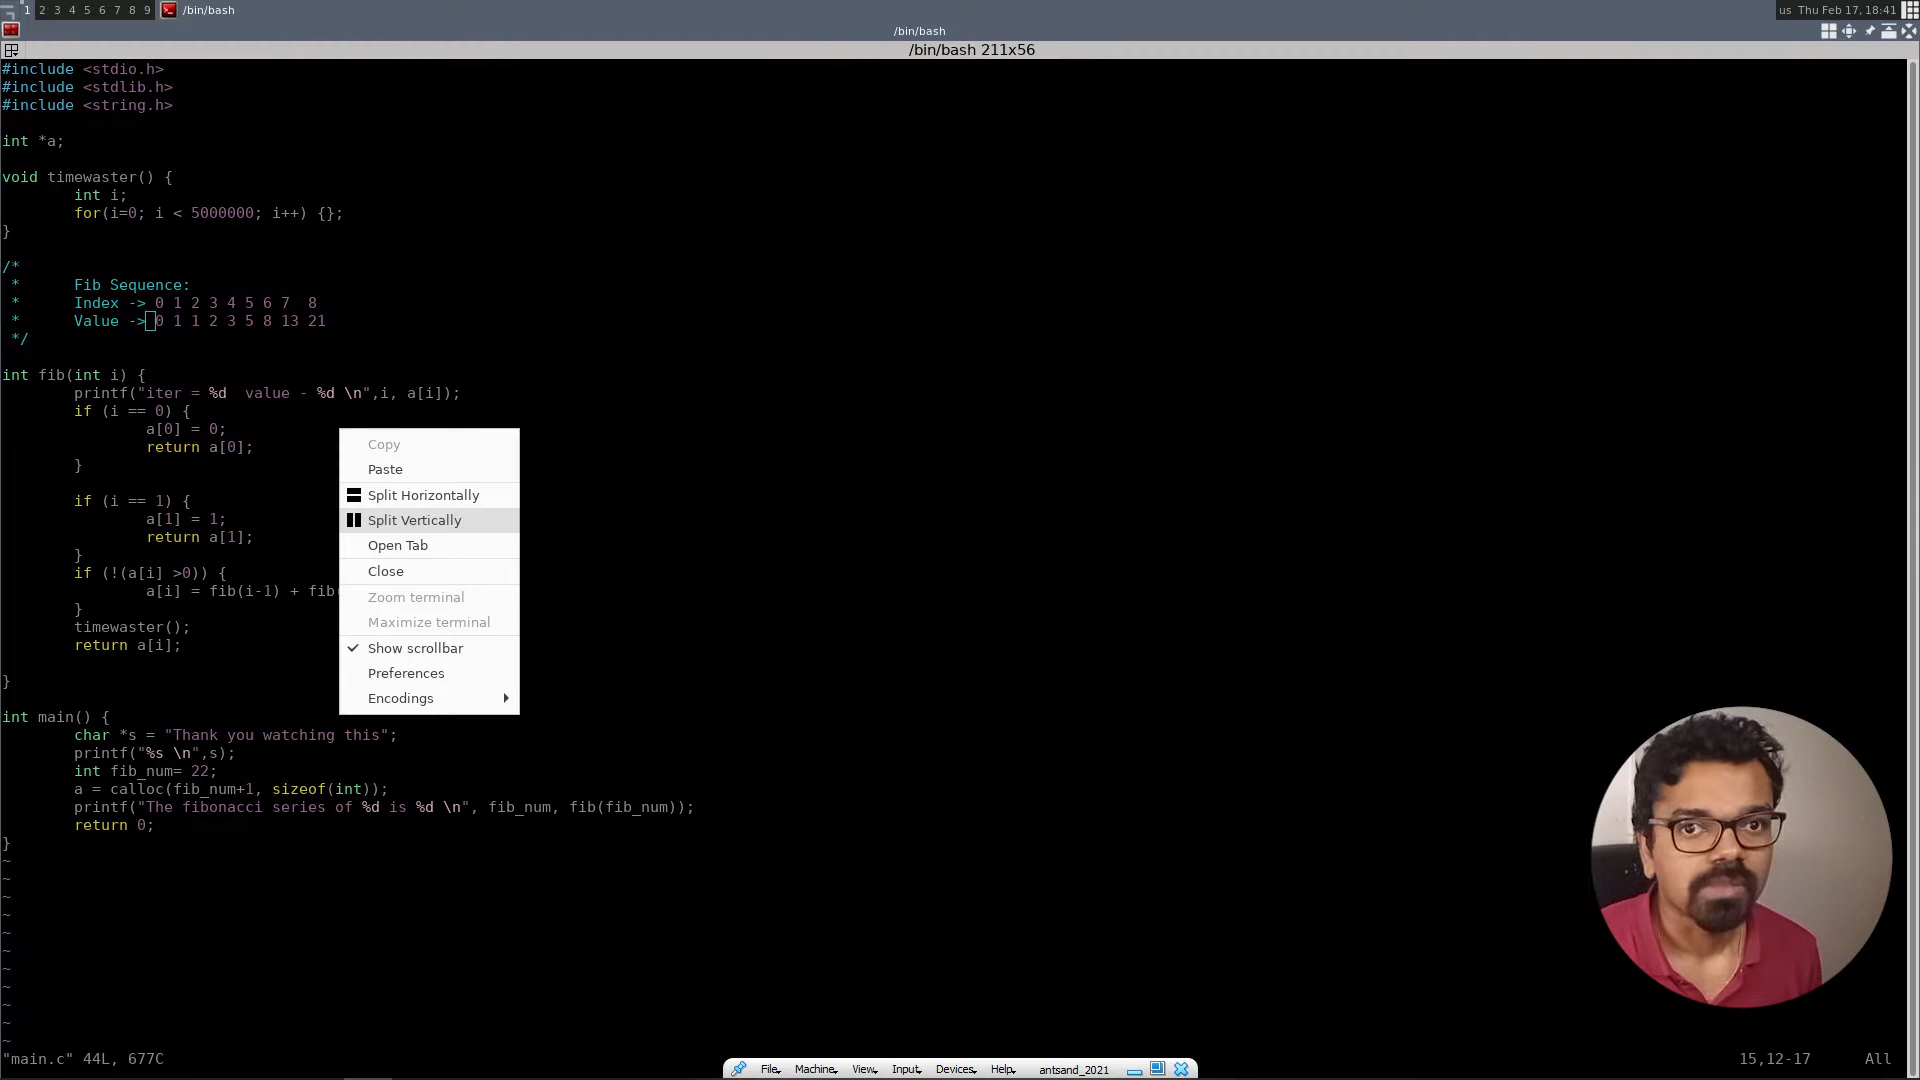 1 2 3 4 5 6 7 8 9 /bin/bash
us Thu Feb 17, 18:41
/bin/bash
/bin/bash 211x56
#include <stdio.h>
#include <stdlib.h>
#include <string.h>
int *a;
void timewaster() {
int i;
for(i=0; i < 5000000; i++) {};
}
/*
* Fib Sequence:
* Index -> 0 1 2 3 4 5 6 7 8
* Value -> 0 1 1 2 3 5 8 13 21
*/
int fib(int i) {
printf("iter = %d value - %d \n",i, a[i]);
if (i == 0) {
a[0] = 0;
return a[0];
}
if (i == 1) {
a[1] = 1;
return a[1];
}
if (!(a[i] >0)) {
a[i] = fib(i-1) + fib(
}
timewaster();
return a[i];
}
int main() {
char *s = "Thank you watching this";
printf("%s \n",s);
int fib_num= 22;
a = calloc(fib_num+1, sizeof(int));
printf("The fibonacci series of %d is %d \n", fib_num, fib(fib_num));
return 0;
}
~
~
~
~
~
~
~
~
~
~
~
"main.c" 44L, 677C
15,12-17 All
Copy
Paste
Split Horizontally
Split Vertically
Open Tab
Close
Zoom terminal
Maximize terminal
Show scrollbar
Preferences
Encodings
File Machine View Input Devices Help antsand_2021